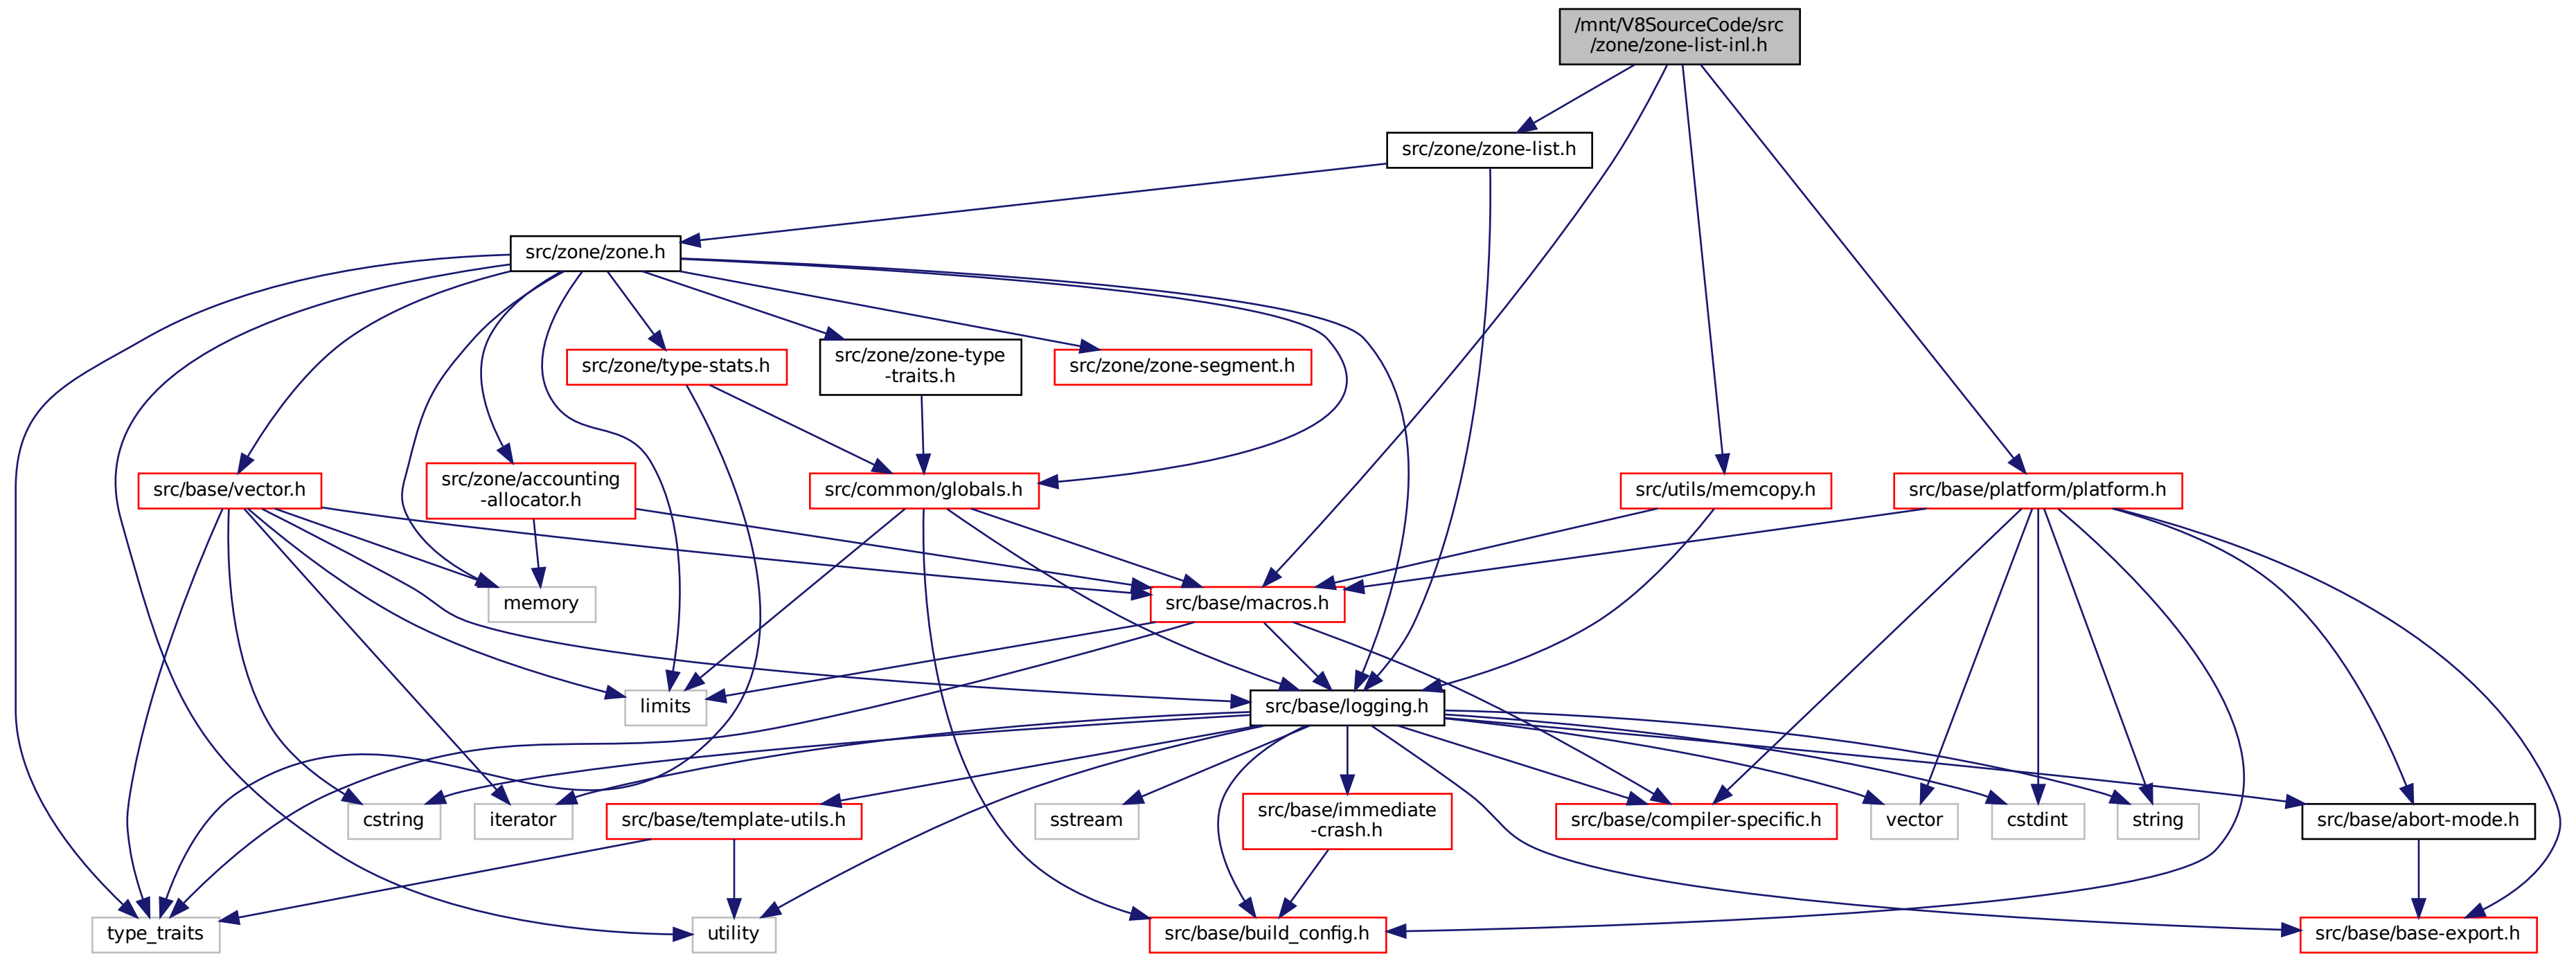 /mnt/V8SourceCode/src
/zone/zone-list-inl.h
src/zone/zone-list.h
src/zone/zone.h
src/zone/type-stats.h
src/zone/zone-type
-traits.h
src/zone/zone-segment.h
src/base/vector.h
src/zone/accounting
-allocator.h
src/common/globals.h
src/utils/memcopy.h
src/base/platform/platform.h
memory
src/base/macros.h
limits
src/base/logging.h
cstring
iterator
src/base/template-utils.h
sstream
src/base/immediate
-crash.h
src/base/compiler-specific.h
vector
cstdint
string
src/base/abort-mode.h
type_traits
utility
src/base/build_config.h
src/base/base-export.h